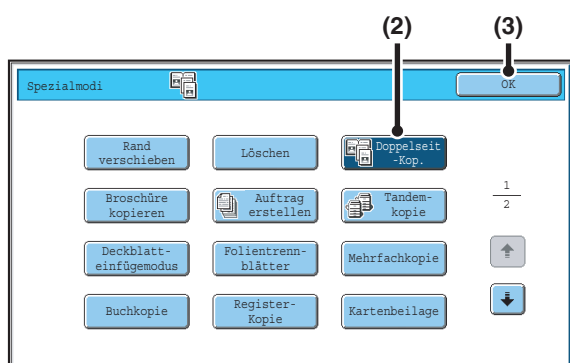 (2) (3)
Spezialmodi OK
Rand
verschieben
Löschen
Doppelseit
-Kop.
Broschüre
kopieren
Auftrag
erstellen
Tandem-
kopie
1
2
Deckblatt-
einfügemodus
Folientrenn-
blätter
Mehrfachkopie
Buchkopie
Register-
Kopie
Kartenbeilage